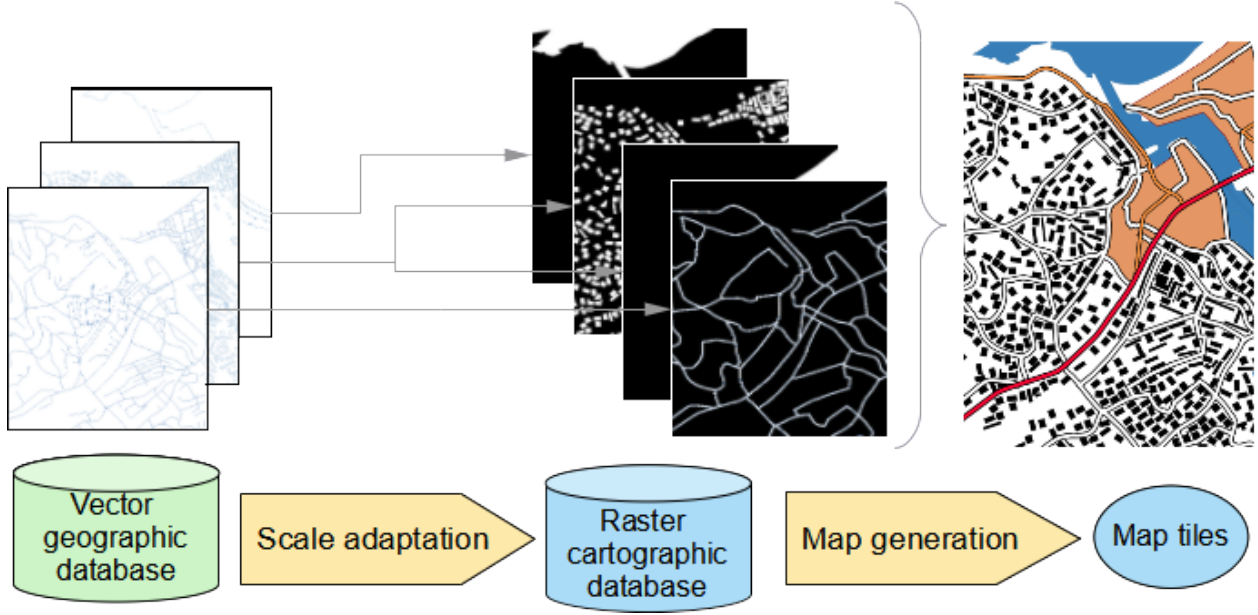 Vector
geographic
database
Scale adaptation
Raster
cartographic
database
Map generation
Map tiles